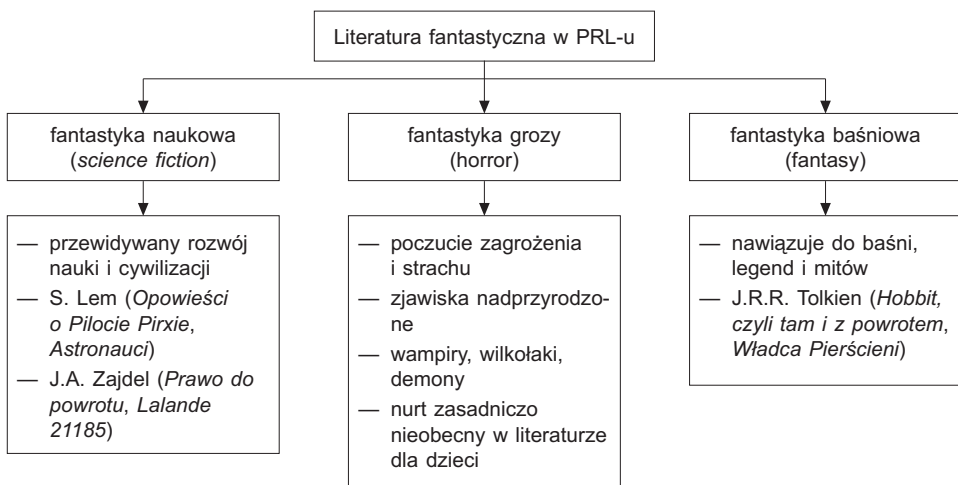 Literatura fantastyczna w PRL-u
fantastyka naukowa
(science fiction)
fantastyka grozy
(horror)
fantastyka baśniowa
(fantasy)
— przewidywany rozwój
nauki i cywilizacji
— S. Lem (Opowieści
o Pilocie Pirxie,
Astronauci)
— J.A. Zajdel (Prawo do
powrotu, Lalande
21185)
— poczucie zagrożenia
i strachu
— zjawiska nadprzyrodzo-
ne
— wampiry, wilkołaki,
demony
— nurt zasadniczo
nieobecny w literaturze
dla dzieci
— nawiązuje do baśni,
legend i mitów
— J.R.R. Tolkien (Hobbit,
czyli tam i z powrotem,
Władca Pierścieni)